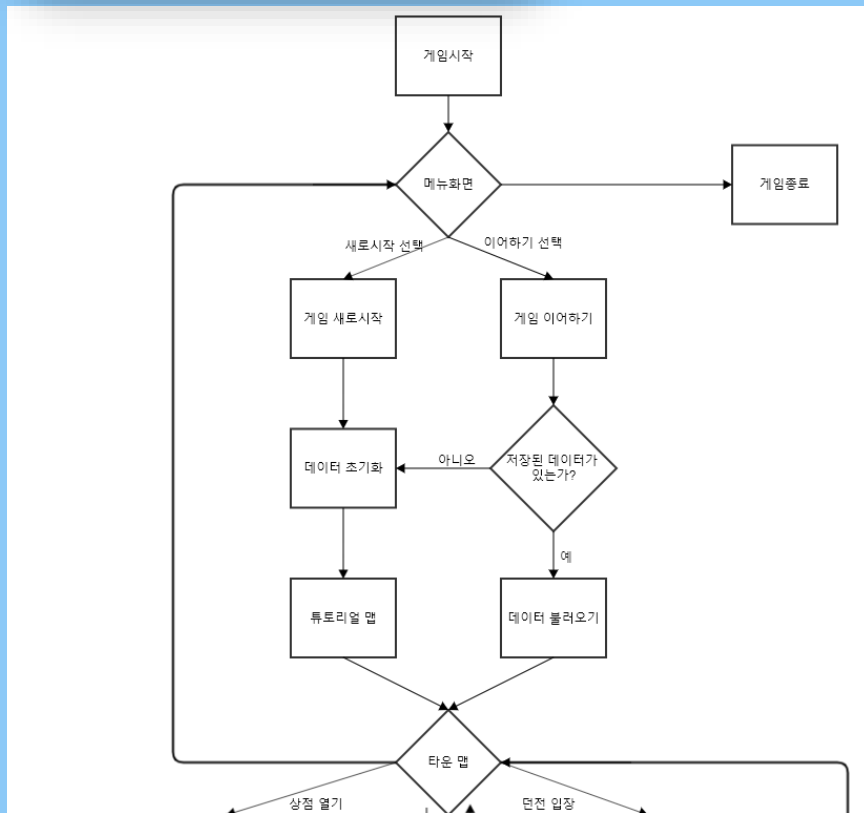 게임시작
메뉴화면
게임종료
새로시작 선택
이어하기 선택
게임 새로시작
게임 이어하기
데이터 초기화
아니오
저장된 데이터가
있는가?
예
튜토리얼 맵
데이터 불러오기
타운 맵
상점 열기
던전 입장